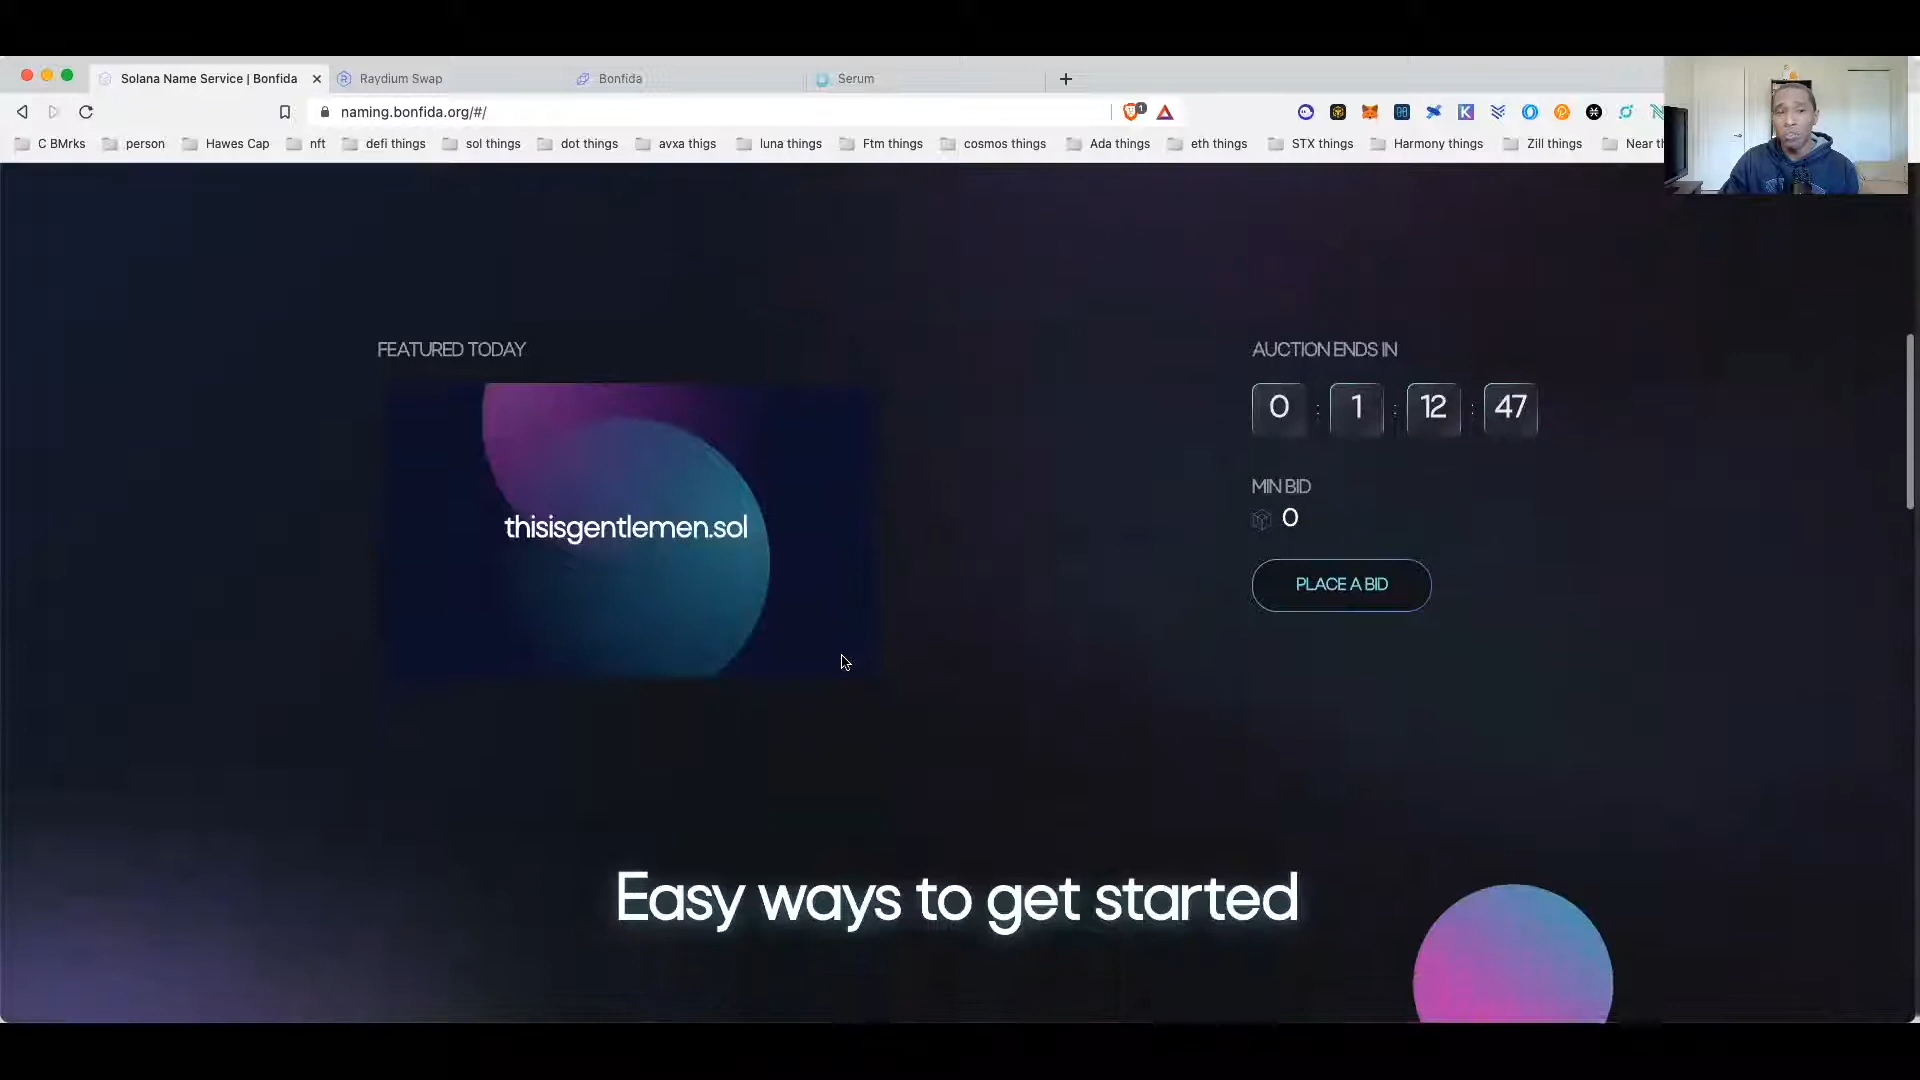 Solana Name Service | Bonfida
Raydium Swap
Bonfida
Serum
naming.bonfida.org/#/
1
C BMrks
person
Hawes Cap
nft
defi things
sol things
dot things
avxa thigs
luna things
Ftm things
cosmos things
Ada things
eth things
STX things
Harmony things
Zill things
Near
FEATURED TODAY
thisisgentlemen.sol
AUCTION ENDS IN
0 : 1 : 12 : 47
MIN BID
0
PLACE A BID
Easy ways to get started